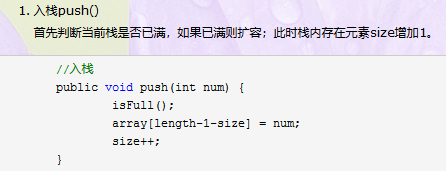 1. 入栈push()
首先判断当前栈是否已满，如果已满则扩容；此时栈内存在元素size增加1。
//入栈
public void push(int num) {
isFull();
array[length-1-size] = num;
size++;
}